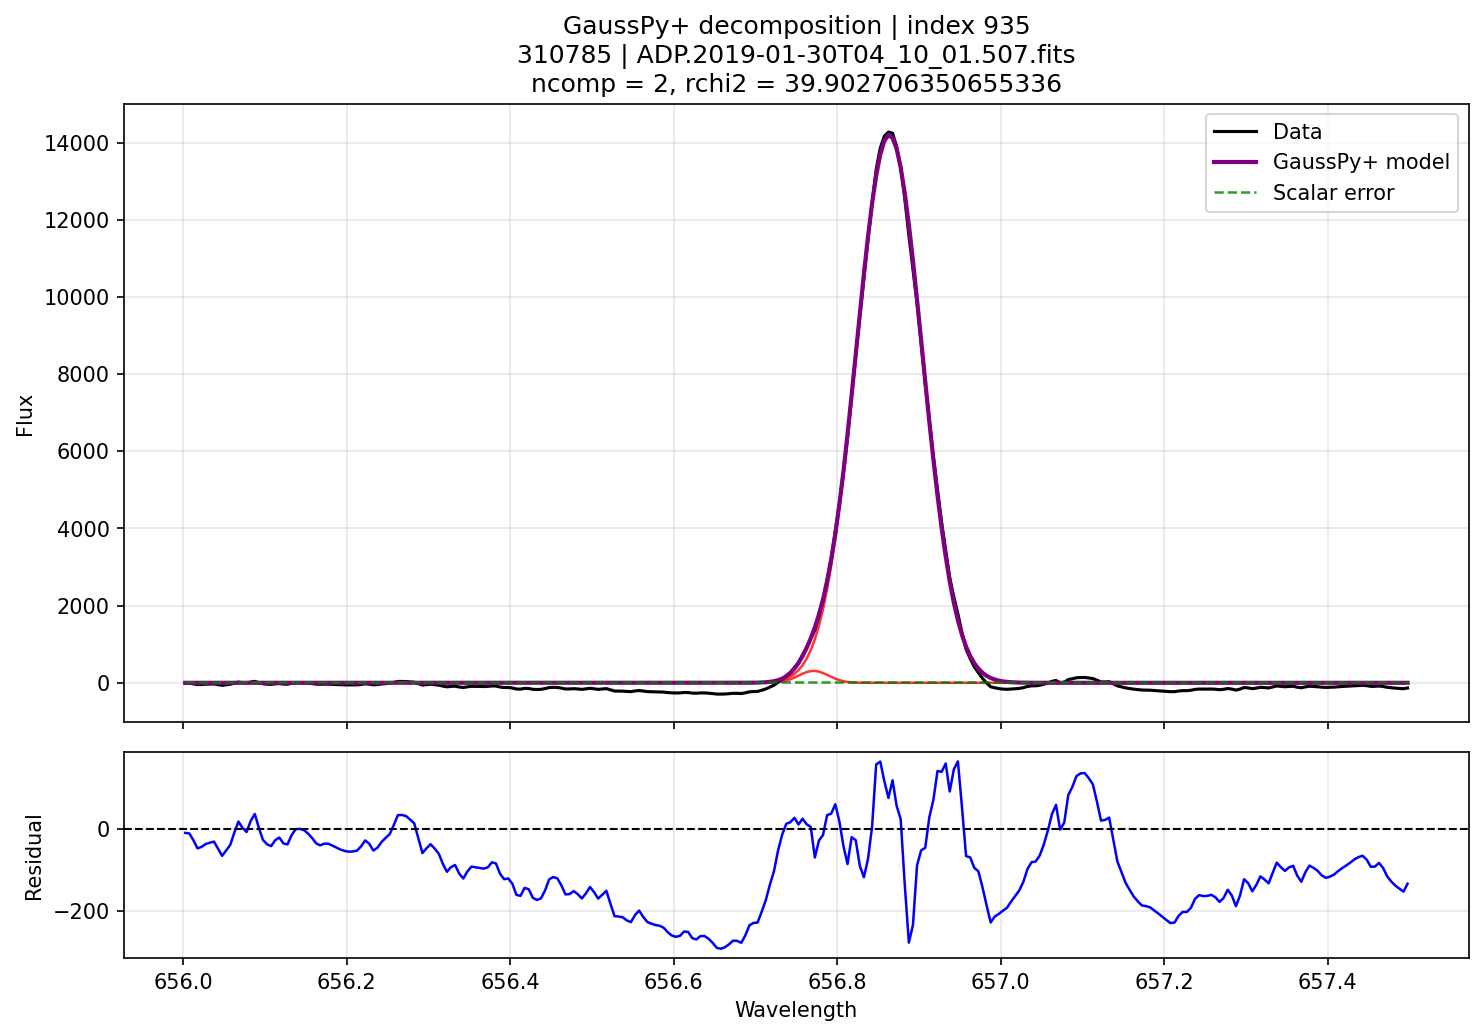 GaussPy+ decomposition | index 935
310785 | ADP.2019-01-30T04_10_01.507.fits
ncomp = 2, rchi2 = 39.902706350655336
Data
GaussPy+ model
Scalar error
14000
12000
10000
8000
6000
4000
2000
0
Flux
0
−200
Residual
656.0 656.2 656.4 656.6 656.8 657.0 657.2 657.4
Wavelength